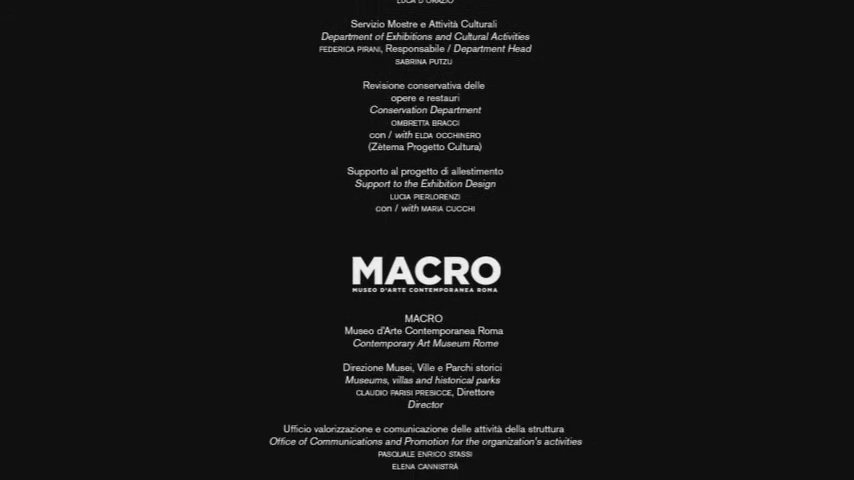 LUCA D'ORAZIO
Servizio Mostre e Attività Culturali
Department of Exhibitions and Cultural Activities
FEDERICA PIRANI, Responsabile / Department Head
SABRINA PUTZU
Revisione conservativa delle
opere e restauri
Conservation Department
OMBRETTA BRACCI
con / with ELDA OCCHINERO
(Zètema Progetto Cultura)
Supporto al progetto di allestimento
Support to the Exhibition Design
LUCIA PIERLORENZI
con / with MARIA CUCCHI
MACRO
MUSEO D'ARTE CONTEMPORANEA ROMA
MACRO
Museo d'Arte Contemporanea Roma
Contemporary Art Museum Rome
Direzione Musei, Ville e Parchi storici
Museums, villas and historical parks
CLAUDIO PARISI PRESICCE, Direttore
Director
Ufficio valorizzazione e comunicazione delle attività della struttura
Office of Communications and Promotion for the organization's activities
PASQUALE ENRICO STASSI
ELENA CANNISTRÀ